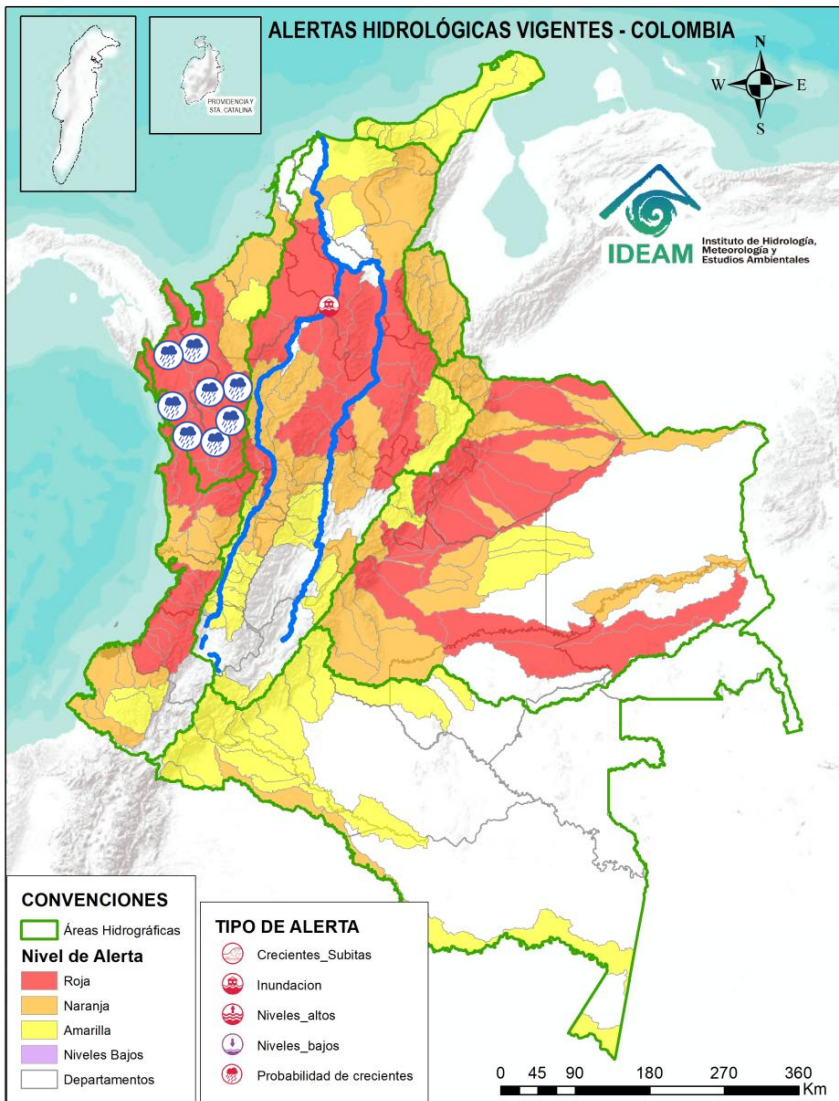 ALERTAS HIDROLÓGICAS VIGENTES - COLOMBIA
PROVIDENCIA Y
STA. CATALINA
N
W
E
S
IDEAM
Instituto de Hidrología,
Meteorología y
Estudios Ambientales
CONVENCIONES
Áreas Hidrográficas
Nivel de Alerta
Roja
Naranja
Amarilla
Niveles Bajos
Departamentos
TIPO DE ALERTA
Crecientes_Subitas
Inundacion
Niveles_altos
Niveles_bajos
Probabilidad de crecientes
0 45 90 180 270 360
Km